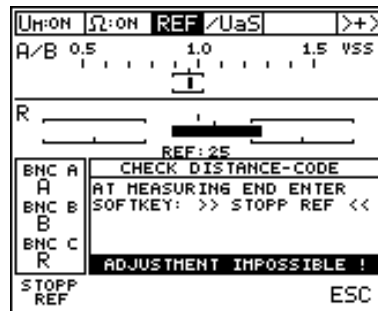 UM:ON Ω:ON REF /UaS >+>
A/B 0.5 1.0 1.5 VSS
R
REF:25
BNC A
A
BNC B
B
BNC C
R
CHECK DISTANCE-CODE
AT MEASURING END ENTER
SOFTKEY: >> STOPP REF <<
ADJUSTMENT IMPOSSIBLE !
STOPP
REF
ESC